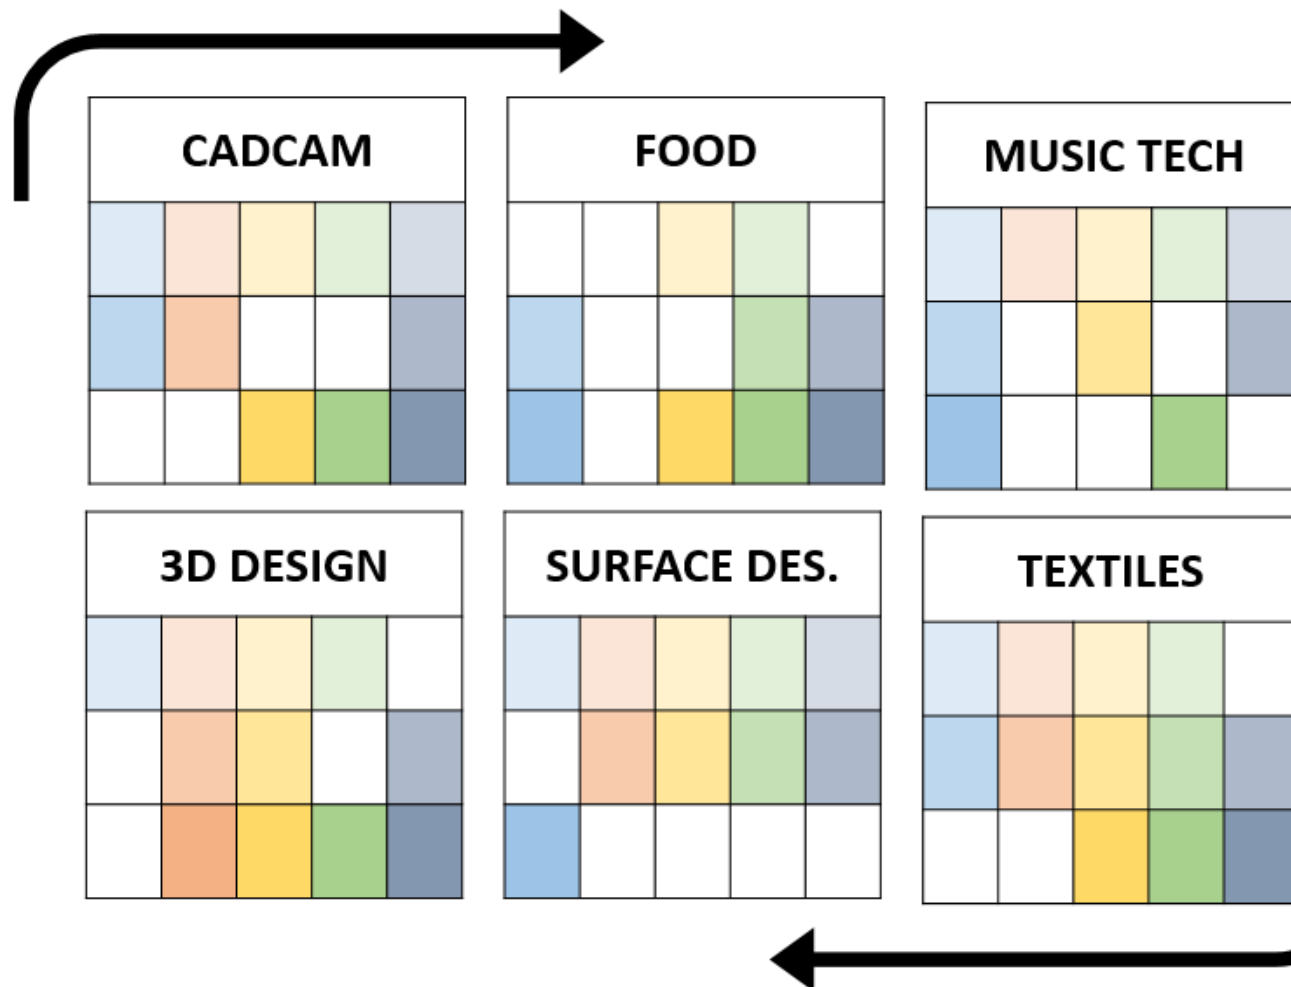 CADCAM
FOOD
MUSIC TECH
3D DESIGN
SURFACE DES.
TEXTILES